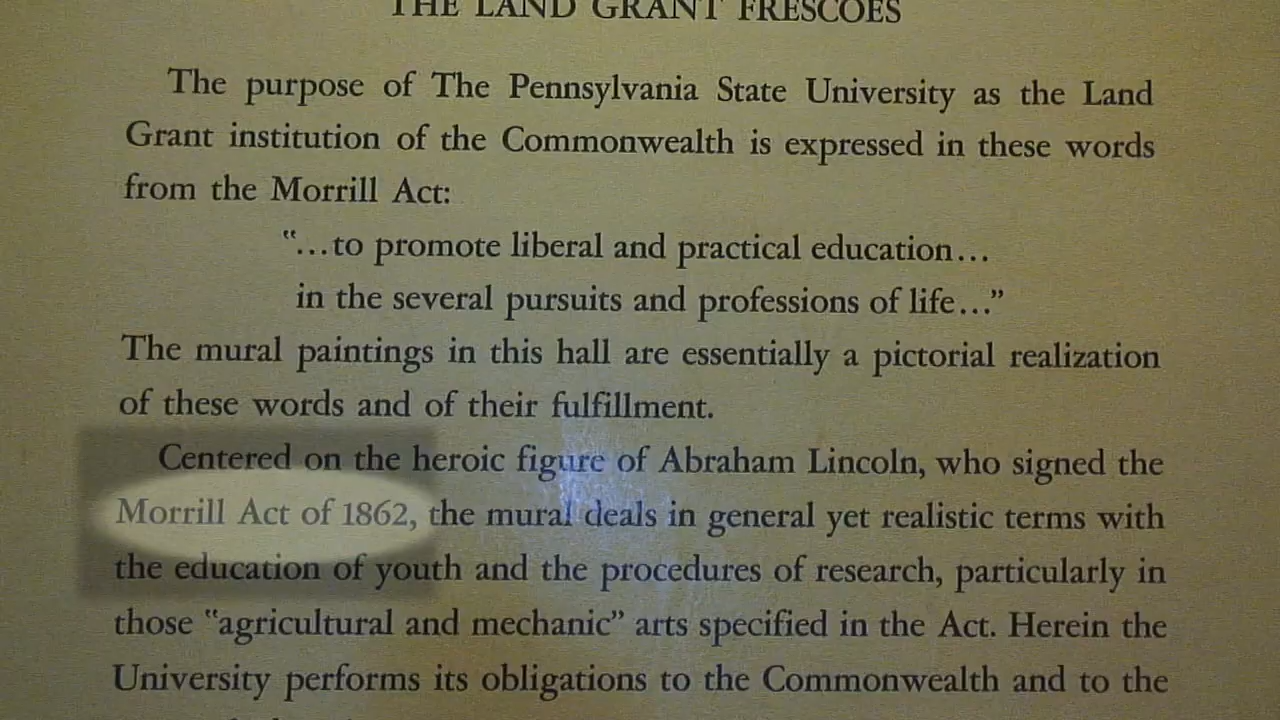 THE LAND GRANT FRESCOES
The purpose of The Pennsylvania State University as the Land
Grant institution of the Commonwealth is expressed in these words
from the Morrill Act:
“...to promote liberal and practical education...
in the several pursuits and professions of life...”
The mural paintings in this hall are essentially a pictorial realization
of these words and of their fulfillment.
Centered on the heroic figure of Abraham Lincoln, who signed the
Morrill Act of 1862, the mural deals in general yet realistic terms with
the education of youth and the procedures of research, particularly in
those “agricultural and mechanic” arts specified in the Act. Herein the
University performs its obligations to the Commonwealth and to the